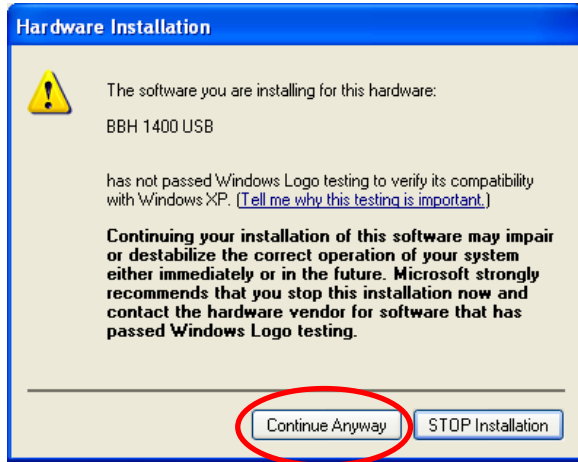 Hardware Installation
The software you are installing for this hardware:
BBH 1400 USB
has not passed Windows Logo testing to verify its compatibility
with Windows XP. (Tell me why this testing is important.)
Continuing your installation of this software may impair
or destabilize the correct operation of your system
either immediately or in the future. Microsoft strongly
recommends that you stop this installation now and
contact the hardware vendor for software that has
passed Windows Logo testing.
Continue Anyway STOP Installation